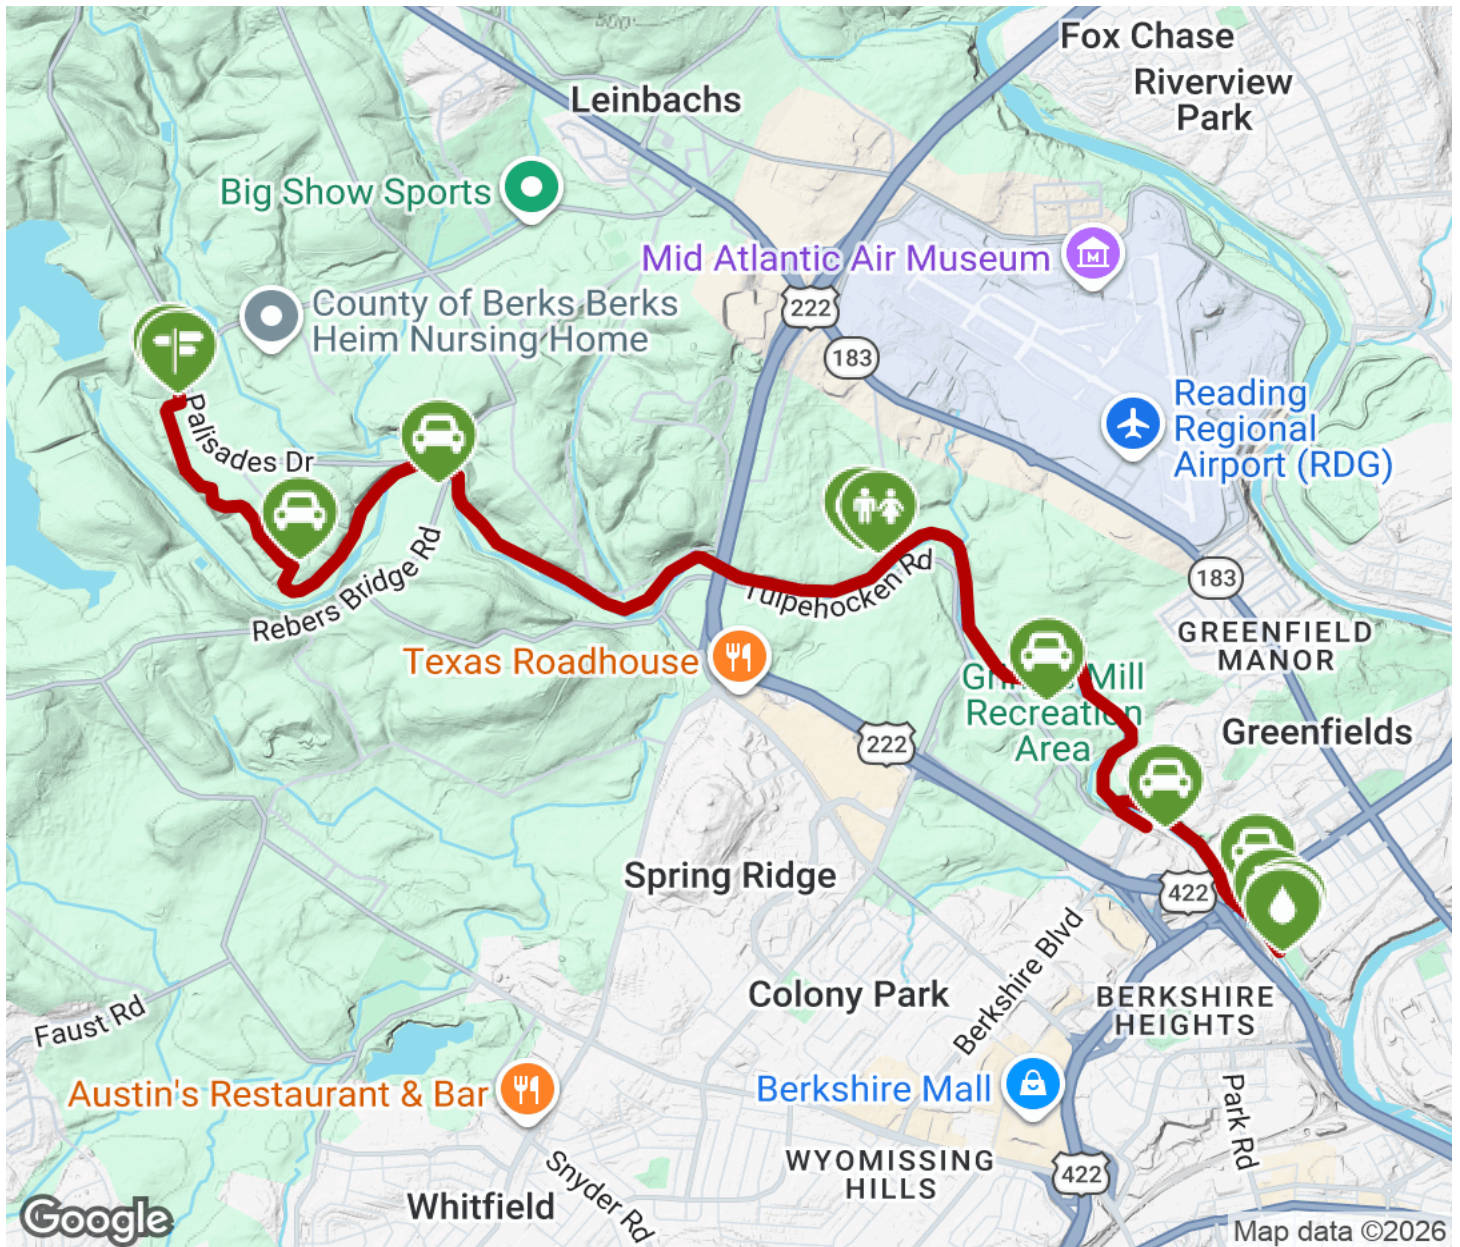 Fox Chase
Riverview
Park
Leinbachs
Big Show Sports
Mid Atlantic Air Museum
M
County of Berks Berks
Heim Nursing Home
222
183
Reading
Regional
Airport (RDG)
Palisades Dr
Rebers Bridge Rd
Tulpehocken Rd
183
GREENFIELD
MANOR
Texas Roadhouse
Mill
Recreation
Area
222
Greenfields
Spring Ridge
422
Berkshire Blvd
Colony Park
BERKSHIRE
HEIGHTS
Faust Rd
Austin's Restaurant & Bar
Berkshire Mall
Park Rd
WYOMISSING
HILLS
422
Snyder Rd
Whitfield
Google
Map data ©2026